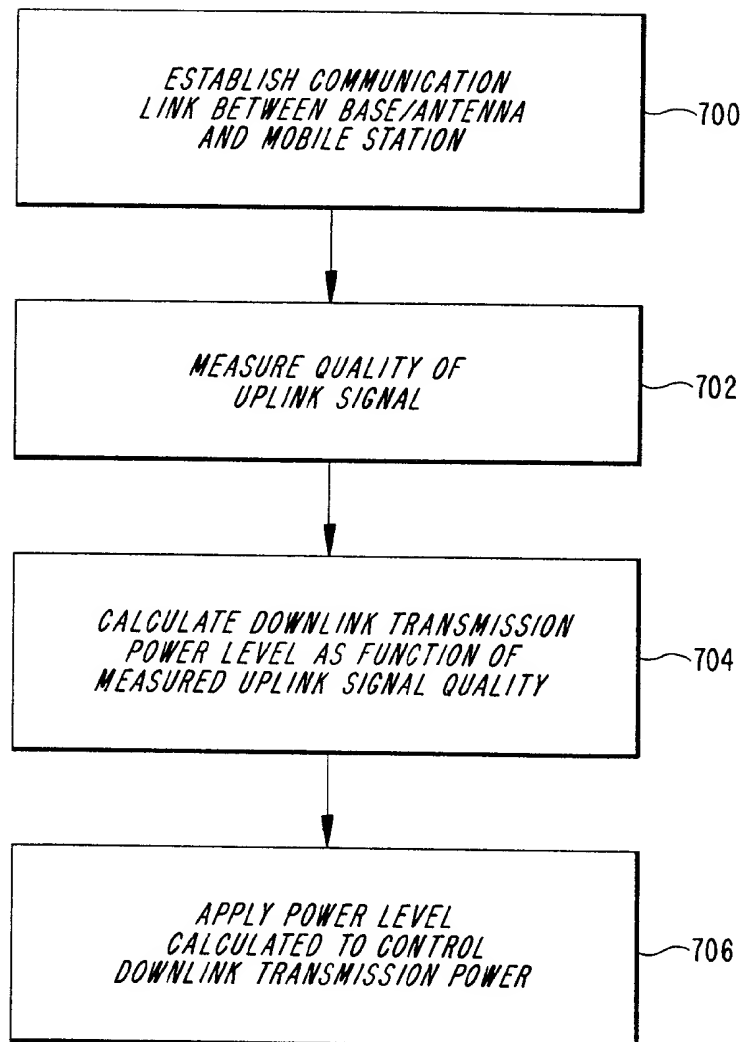 ESTABLISH COMMUNICATION
LINK BETWEEN BASE/ANTENNA
AND MOBILE STATION
700
MEASURE QUALITY OF
UPLINK SIGNAL
702
CALCULATE DOWNLINK TRANSMISSION
POWER LEVEL AS FUNCTION OF
MEASURED UPLINK SIGNAL QUALITY
704
APPLY POWER LEVEL
CALCULATED TO CONTROL
DOWNLINK TRANSMISSION POWER
706